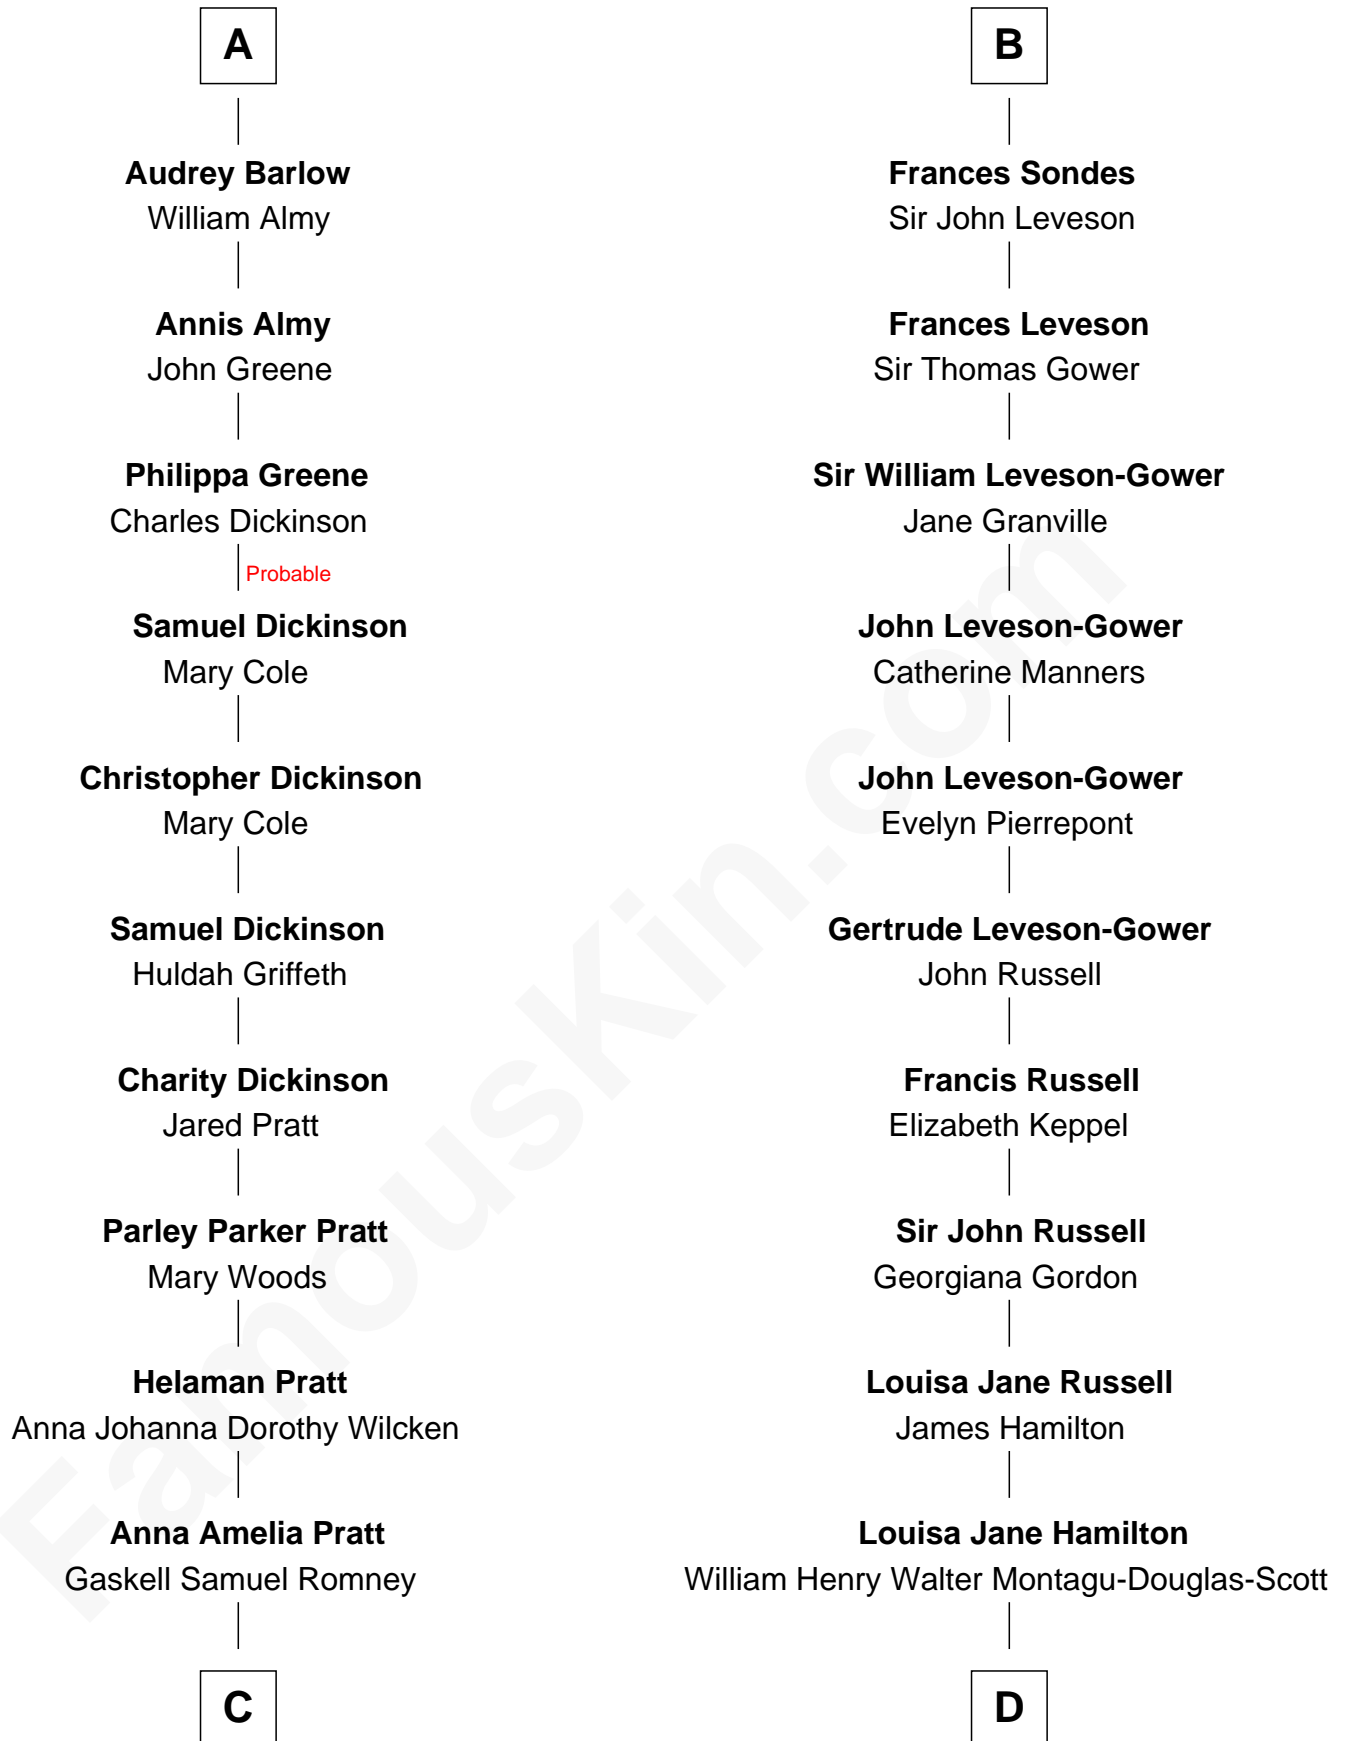 A
Audrey Barlow
William Almy
Annis Almy
John Greene
Philippa Greene
Charles Dickinson
Probable
Samuel Dickinson
Mary Cole
Christopher Dickinson
Mary Cole
Samuel Dickinson
Huldah Griffeth
Charity Dickinson
Jared Pratt
Parley Parker Pratt
Mary Woods
Helaman Pratt
Anna Johanna Dorothy Wilcken
Anna Amelia Pratt
Gaskell Samuel Romney
C
B
Frances Sondes
Sir John Leveson
Frances Leveson
Sir Thomas Gower
Sir William Leveson-Gower
Jane Granville
John Leveson-Gower
Catherine Manners
John Leveson-Gower
Evelyn Pierrepont
Gertrude Leveson-Gower
John Russell
Francis Russell
Elizabeth Keppel
Sir John Russell
Georgiana Gordon
Louisa Jane Russell
James Hamilton
Louisa Jane Hamilton
William Henry Walter Montagu-Douglas-Scott
D
FamousKin.com